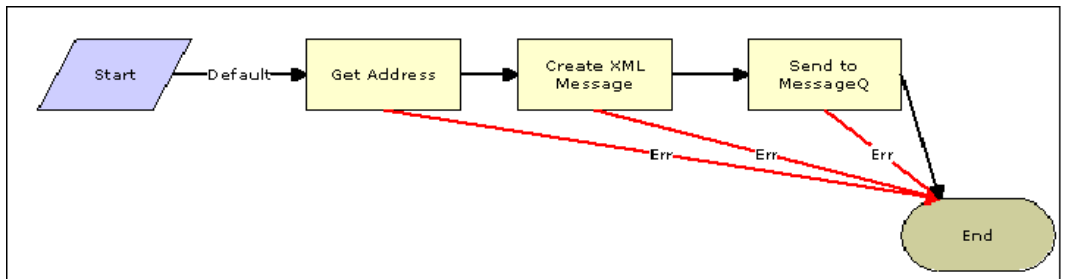 Start
Default
Get Address
Create XML
Message
Send to
MessageQ
Err
Err
Err
End